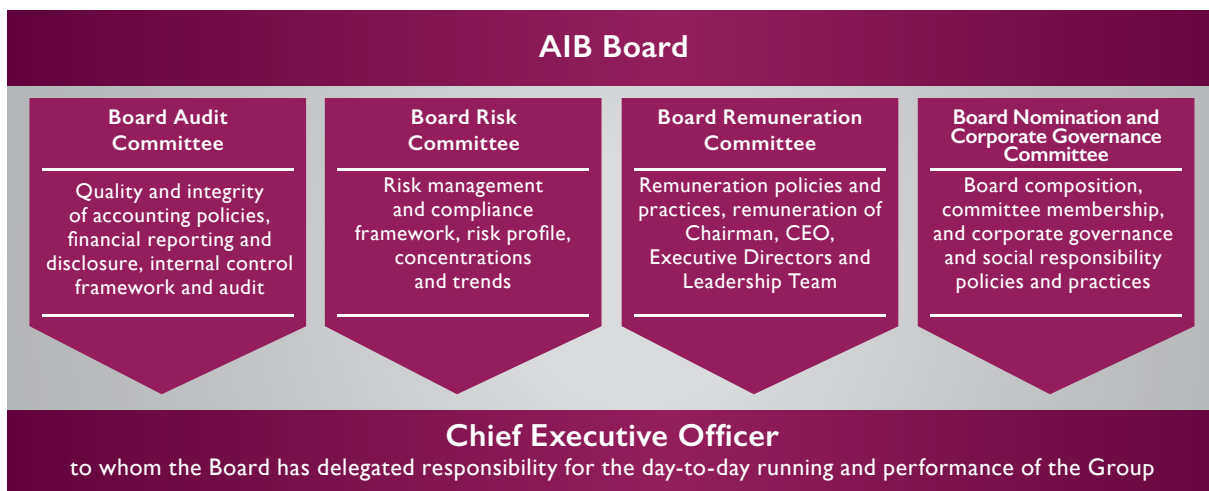 AIB Board
Board Audit
Committee
Quality and integrity
of accounting policies,
financial reporting and
disclosure, internal control
framework and audit
Board Risk
Committee
Risk management
and compliance
framework, risk profile,
concentrations
and trends
Board Remuneration
Committee
Remuneration policies and
practices, remuneration of
Chairman, CEO,
Executive Directors and
Leadership Team
Board Nomination and
Corporate Governance
Committee
Board composition,
committee membership,
and corporate governance
and social responsibility
policies and practices
Chief Executive Officer
to whom the Board has delegated responsibility for the day-to-day running and performance of the Group